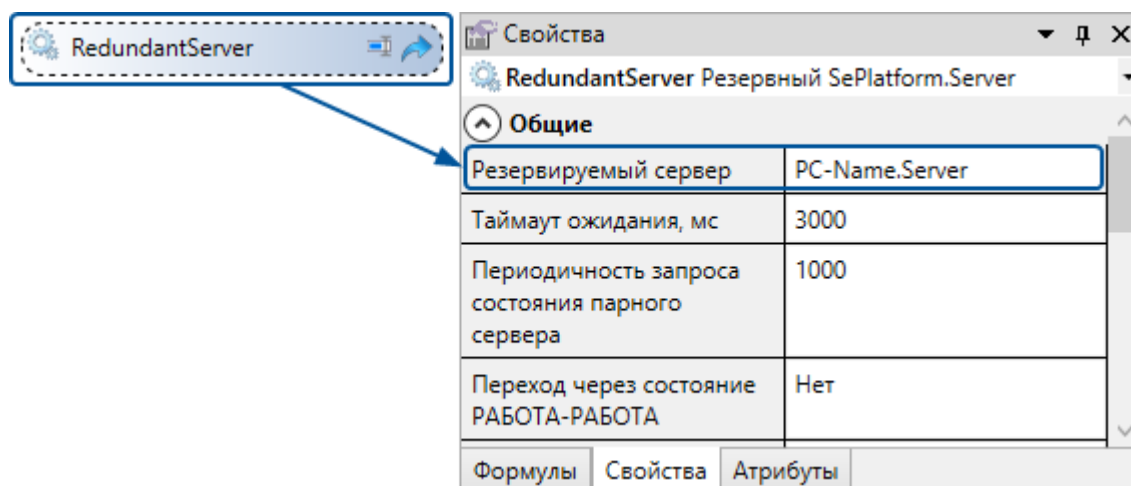 RedundantServer
Свойства
RedundantServer Резервный SePlatform.Server
Общие
Резервируемый сервер PC-Name.Server
Таймаут ожидания, мс 3000
Периодичность запроса 1000
состояния парного
сервера
Переход через состояние Нет
РАБОТА-РАБОТА
Формулы Свойства Атрибуты